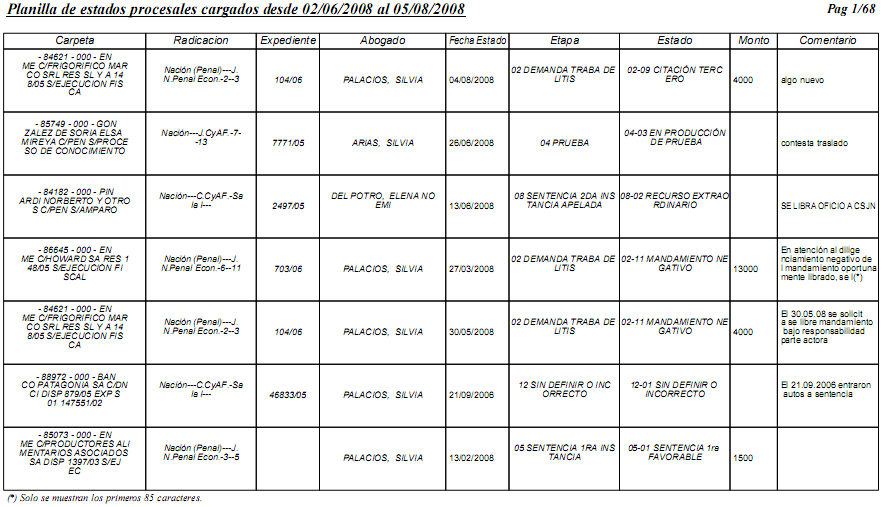 Planilla de estados procesales cargados desde 02/06/2008 al 05/08/2008
Pag 1/68
Carpeta Radicacion Expediente Abogado Fecha Estado Etapa Estado Monto Comentario
- 84621 - 000 - EN
ME C/FRIGORIFICO MAR
CO SRL RES SL Y A 14
8/05 S/EJECUCION FIS
CA
Nación (Penal)---J.
N.Penal Econ.-2--3
104/06
PALACIOS, SILVIA
04/08/2008
02 DEMANDA TRABA DE
LITIS
02-09 CITACIÓN TERC
ERO
4000
algo nuevo
- 85749 - 000 - GON
ZALEZ DE SORIA ELSA
MIREYA C/PEN S/PROCE
SO DE CONOCIMIENTO
Nación---J.CyAF.-7-
-13
7771/05
ARIAS, SILVIA
26/06/2008
04 PRUEBA
04-03 EN PRODUCCIÓN
DE PRUEBA
contesta traslado
- 84182 - 000 - PIN
ARDI NORBERTO Y OTRO
S C/PEN S/AMPARO
Nación---C.CyAF.-Sa
la I---
2497/05
DEL POTRO, ELENA NO
EMI
13/06/2008
08 SENTENCIA 2DA INS
TANCIA APELADA
08-02 RECURSO EXTRAO
RDINARIO
SE LIBRA OFICIO A CSJN
- 86645 - 000 - EN
ME C/HOWARD SA RES 1
48/05 S/EJECUCION FI
SCAL
Nación (Penal)---J.
N.Penal Econ.-6--11
703/06
PALACIOS, SILVIA
27/03/2008
02 DEMANDA TRABA DE
LITIS
02-11 MANDAMIENTO NE
GATIVO
13000
En atención al dilige
nciamiento negativo de
l mandamiento oportuna
mente librado, se l(*)
- 84621 - 000 - EN
ME C/FRIGORIFICO MAR
CO SRL RES SL Y A 14
8/05 S/EJECUCION FIS
CA
Nación (Penal)---J.
N.Penal Econ.-2--3
104/06
PALACIOS, SILVIA
30/05/2008
02 DEMANDA TRABA DE
LITIS
02-11 MANDAMIENTO NE
GATIVO
4000
El 30.05.08 se solicit
a se libre mandamiento
bajo responsabilidad
parte actora
- 88972 - 000 - BAN
CO PATAGONIA SA C/DN
CI DISP 879/05 EXP S
01 147551/02
Nación---C.CyAF.-Sa
la I---
46833/05
PALACIOS, SILVIA
21/09/2006
12 SIN DEFINIR O INC
ORRECTO
12-01 SIN DEFINIR O
INCORRECTO
El 21.09.2006 entraron
autos a sentencia
- 85073 - 000 - EN
ME C/PRODUCTORES ALI
MENTARIOS ASOCIADOS
SA DISP 1397/03 S/EJ
EC
Nación (Penal)---J.
N.Penal Econ.-3--5
PALACIOS, SILVIA
13/02/2008
05 SENTENCIA 1RA INS
TANCIA
05-01 SENTENCIA 1ra
FAVORABLE
1500
(*) Solo se muestran los primeros 85 caracteres.